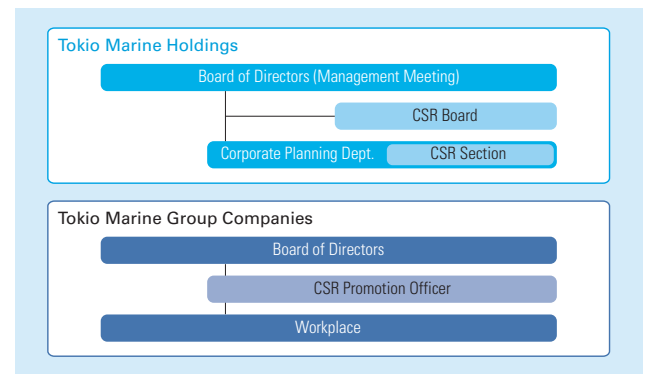 Tokio Marine Holdings
Board of Directors (Management Meeting)
CSR Board
Corporate Planning Dept.
CSR Section
Tokio Marine Group Companies
Board of Directors
CSR Promotion Officer
Workplace